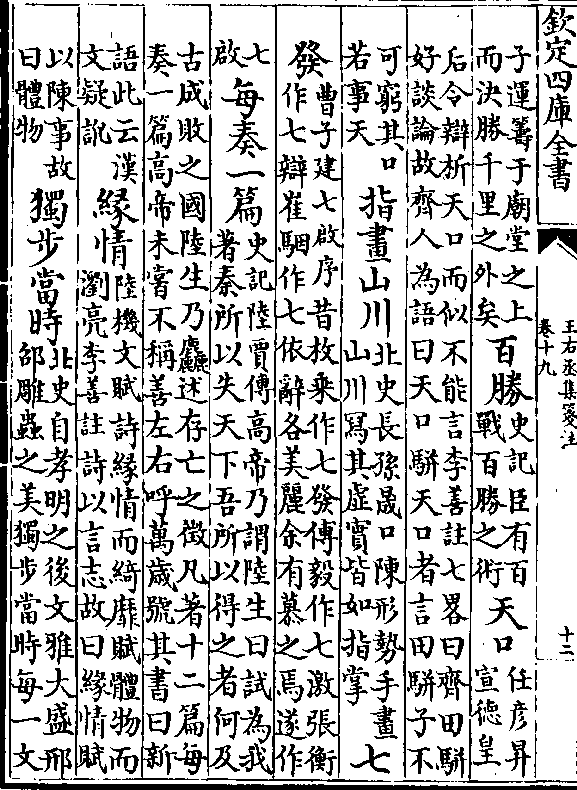 欽定四庫全書
王右丞集箋注
卷十九
十二
子運籌于廟堂之上而決勝千里之外矣百勝史記臣有百戰百勝之術天口任彦昇宣德皇
后令辯析天口而似不能言李善註七畧曰齊田駢好談論故齊人為語曰天口駢天口者言田駢子不
可窮其口若事天指畫山川北史長孫晟口陳形勢手畫山川冩其虛實皆如指掌七
發曹子建七啟序昔枚乘作七發傅毅作七激張衡作七辯崔駰作七依辭各美麗余有慕之焉遂作
七啟每奏一篇史記陸賈傳高帝乃謂陸生曰試為我著秦所以失天下吾所以得之者何及
古成敗之國陸生乃麤述存亡之徵凡著十二篇每奏一篇高帝未甞不稱善左右呼萬歲號其書曰新
語此云漢文疑訛緣情陸機文賦詩緣情而綺靡賦體物而瀏亮李善註詩以言志故曰緣情賦
以陳事故曰體物獨步當時北史自孝明之後文雅大盛邢邵雕蟲之美獨步當時每一文